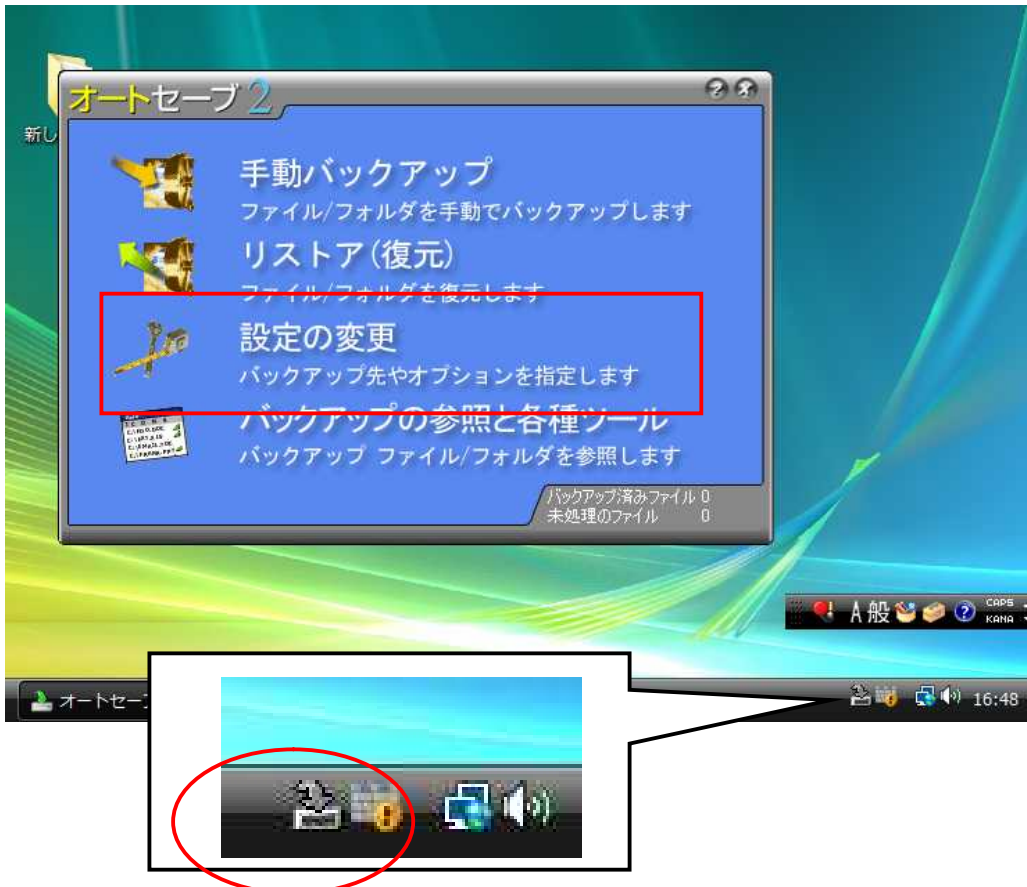 新し
オートセーブ2
手動バックアップ
ファイル/フォルダを手動でバックアップします
リストア(復元)
ファイル/フォルダを復元します
設定の変更
バックアップ先やオプションを指定します
バックアップの参照と各種ツール
バックアップ ファイル/フォルダを参照します
バックアップ済みファイル 0
未処理のファイル 0
A 般
CAPS
KANA
オートセー
16:48